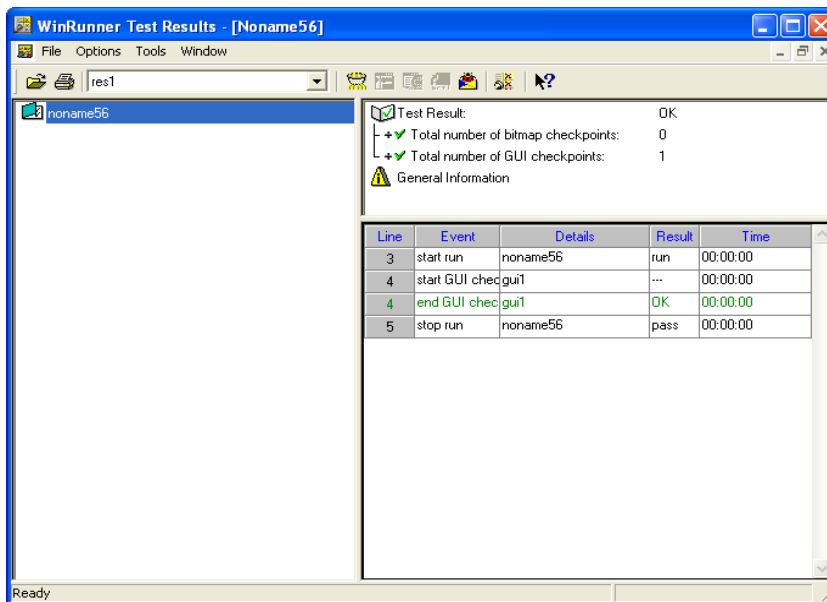 WinRunner Test Results - [Noname56]
File Options Tools Window
res1
noname56
Test Result: OK
Total number of bitmap checkpoints: 0
Total number of GUI checkpoints: 1
General Information
Line Event Details Result Time
3 start run noname56 run 00:00:00
4 start GUI chec gui1 --- 00:00:00
4 end GUI chec gui1 OK 00:00:00
5 stop run noname56 pass 00:00:00
Ready